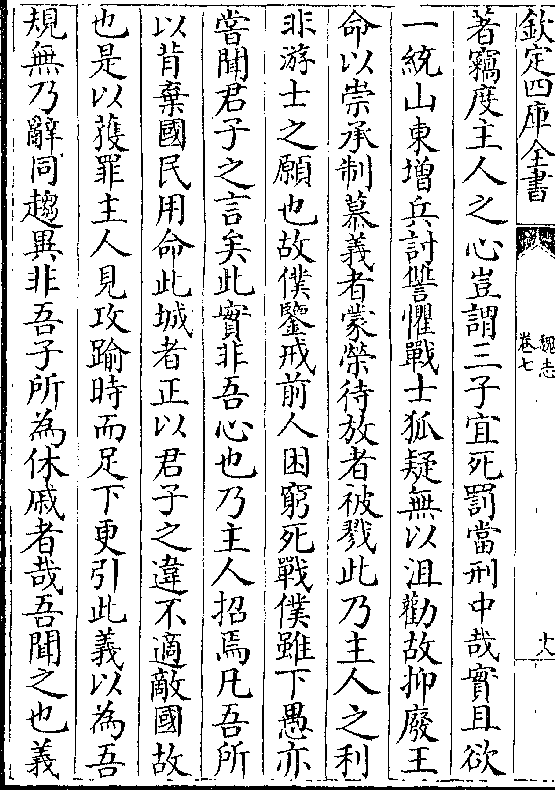 欽定四庫全書
魏志
卷七
大
著竊度主人之心豈謂三子宜死罰當刑中哉實且欲
一統山東增兵討讐懼戰士狐疑無以沮勸故抑廢王
命以崇承制慕義者蒙榮待放者被戮此乃主人之利
非游士之願也故僕鑒戒前人困窮死戰僕雖下愚亦
嘗聞君子之言矣此實非吾心也乃主人招焉凡吾所
以背棄國民用命此城者正以君子之違不適敵國故
也是以獲罪主人見攻踰時而足下更引此義以為吾
規無乃辭同趨異非吾子所為休戚者哉吾聞之也義